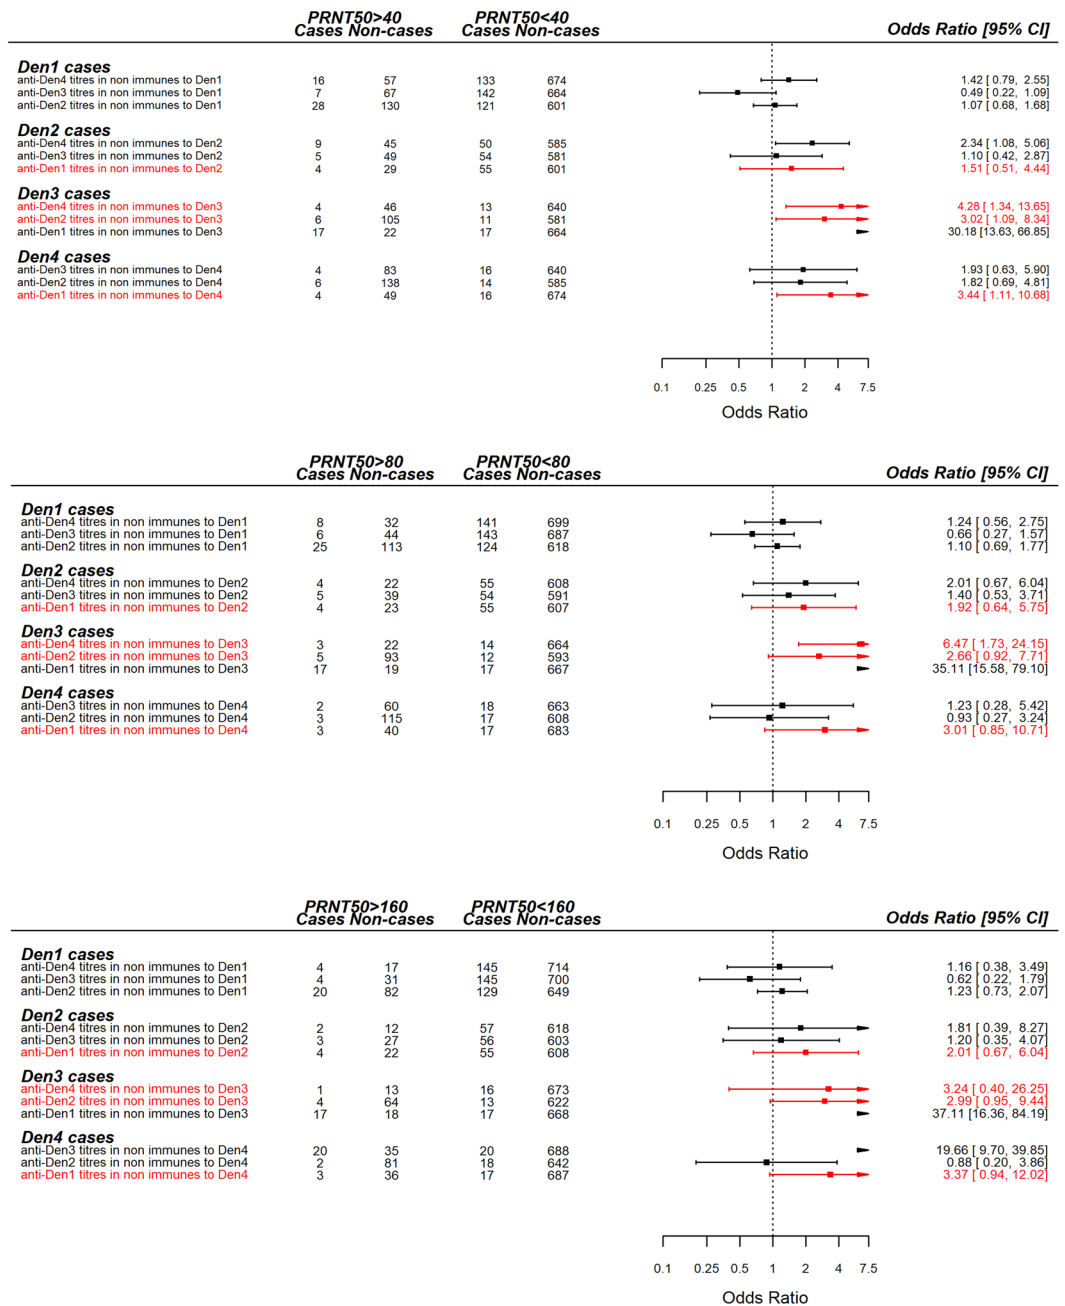 PRNT50>40 PRNT50<40
Cases Non-cases Cases Non-cases Odds Ratio [95% CI]
Den1 cases
anti-Den4 titres in non immunes to Den1 16 57 133 674 1.42 [ 0.79, 2.55]
anti-Den3 titres in non immunes to Den1 7 67 142 664 0.49 [ 0.22, 1.09]
anti-Den2 titres in non immunes to Den1 28 130 121 601 1.07 [ 0.68, 1.68]
Den2 cases
anti-Den4 titres in non immunes to Den2 9 45 50 585 2.34 [ 1.08, 5.06]
anti-Den3 titres in non immunes to Den2 5 49 54 581 1.10 [ 0.42, 2.87]
anti-Den1 titres in non immunes to Den2 4 29 55 601 1.51 [ 0.51, 4.44]
Den3 cases
anti-Den4 titres in non immunes to Den3 4 46 13 640 4.28 [ 1.34, 13.65]
anti-Den2 titres in non immunes to Den3 6 105 11 581 3.02 [ 1.09, 8.34]
anti-Den1 titres in non immunes to Den3 17 22 17 664 30.18 [13.63, 66.85]
Den4 cases
anti-Den3 titres in non immunes to Den4 4 83 16 640 1.93 [ 0.63, 5.90]
anti-Den2 titres in non immunes to Den4 6 138 14 585 1.82 [ 0.69, 4.81]
anti-Den1 titres in non immunes to Den4 4 49 16 674 3.44 [ 1.11, 10.68]
0.1 0.25 0.5 1 2 4 7.5
Odds Ratio
PRNT50>80 PRNT50<80
Cases Non-cases Cases Non-cases Odds Ratio [95% CI]
Den1 cases
anti-Den4 titres in non immunes to Den1 8 32 141 699 1.24 [ 0.56, 2.75]
anti-Den3 titres in non immunes to Den1 6 44 143 687 0.66 [ 0.27, 1.57]
anti-Den2 titres in non immunes to Den1 25 113 124 618 1.10 [ 0.69, 1.77]
Den2 cases
anti-Den4 titres in non immunes to Den2 4 22 55 608 2.01 [ 0.67, 6.04]
anti-Den3 titres in non immunes to Den2 5 39 54 591 1.40 [ 0.53, 3.71]
anti-Den1 titres in non immunes to Den2 4 23 55 607 1.92 [ 0.64, 5.75]
Den3 cases
anti-Den4 titres in non immunes to Den3 3 22 14 664 6.47 [ 1.73, 24.15]
anti-Den2 titres in non immunes to Den3 5 93 12 593 2.66 [ 0.92, 7.71]
anti-Den1 titres in non immunes to Den3 17 19 17 667 35.11 [15.58, 79.10]
Den4 cases
anti-Den3 titres in non immunes to Den4 2 60 18 663 1.23 [ 0.28, 5.42]
anti-Den2 titres in non immunes to Den4 3 115 17 608 0.93 [ 0.27, 3.24]
anti-Den1 titres in non immunes to Den4 3 40 17 683 3.01 [ 0.85, 10.71]
0.1 0.25 0.5 1 2 4 7.5
Odds Ratio
PRNT50>160 PRNT50<160
Cases Non-cases Cases Non-cases Odds Ratio [95% CI]
Den1 cases
anti-Den4 titres in non immunes to Den1 4 17 145 714 1.16 [ 0.38, 3.49]
anti-Den3 titres in non immunes to Den1 4 31 145 700 0.62 [ 0.22, 1.79]
anti-Den2 titres in non immunes to Den1 20 82 129 649 1.23 [ 0.73, 2.07]
Den2 cases
anti-Den4 titres in non immunes to Den2 2 12 57 618 1.81 [ 0.39, 8.27]
anti-Den3 titres in non immunes to Den2 3 27 56 603 1.20 [ 0.35, 4.07]
anti-Den1 titres in non immunes to Den2 4 22 55 608 2.01 [ 0.67, 6.04]
Den3 cases
anti-Den4 titres in non immunes to Den3 1 13 16 673 3.24 [ 0.40, 26.25]
anti-Den2 titres in non immunes to Den3 4 64 13 622 2.99 [ 0.95, 9.44]
anti-Den1 titres in non immunes to Den3 17 18 17 668 37.11 [16.36, 84.19]
Den4 cases
anti-Den3 titres in non immunes to Den4 20 35 20 688 19.66 [ 9.70, 39.85]
anti-Den2 titres in non immunes to Den4 2 81 18 642 0.88 [ 0.20, 3.86]
anti-Den1 titres in non immunes to Den4 3 36 17 687 3.37 [ 0.94, 12.02]
0.1 0.25 0.5 1 2 4 7.5
Odds Ratio